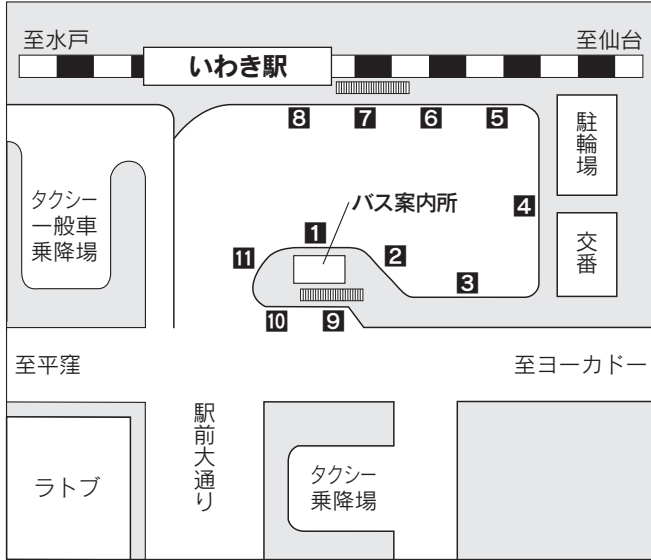 至水戸
至仙台
いわき駅
8
7
6
5
駐輪場
タクシー
一般車
乗降場
4
バス案内所
1
11
2
交番
3
10
9
至平窪
至ヨーカドー
駅前大通り
ラトブ
タクシー
乗降場